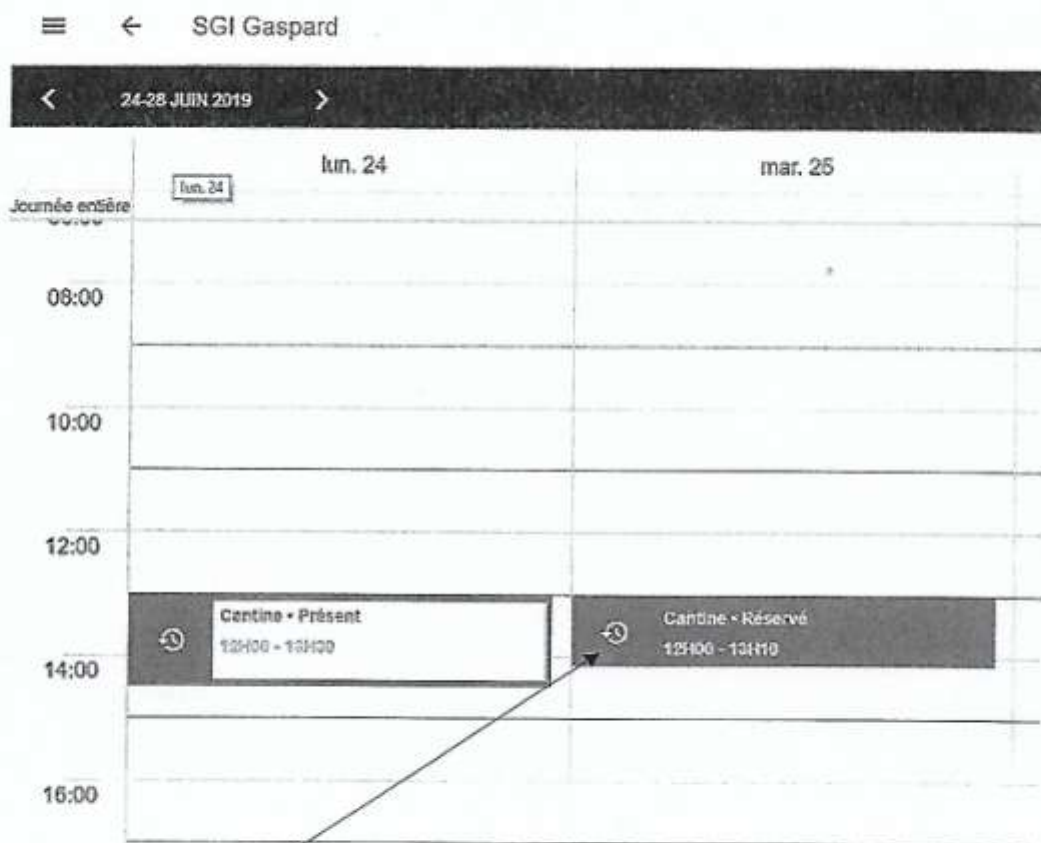 SGI Gaspard
24-28 JUIN 2019
lun. 24
mar. 25
lun. 24
Journée entière
08:00
10:00
12:00
Cantine • Présent
12H00 - 13H30
Cantine • Réservé
12H00 - 13H10
14:00
16:00